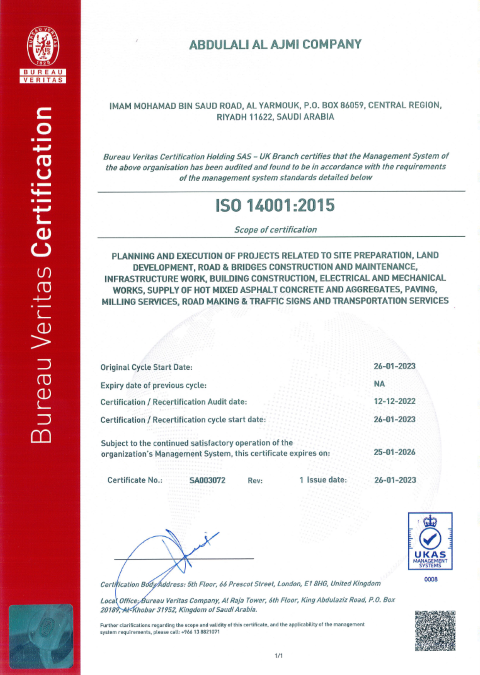 BUREAU VERITAS
1828
BUREAU
VERITAS
Bureau Veritas Certification
ABDULALI AL AJMI COMPANY
IMAM MOHAMAD BIN SAUD ROAD, AL YARMOUK, P.O. BOX 86059, CENTRAL REGION,
RIYADH 11622, SAUDI ARABIA
Bureau Veritas Certification Holding SAS – UK Branch certifies that the Management System of
the above organisation has been audited and found to be in accordance with the requirements
of the management system standards detailed below
ISO 14001:2015
Scope of certification
PLANNING AND EXECUTION OF PROJECTS RELATED TO SITE PREPARATION, LAND
DEVELOPMENT, ROAD & BRIDGES CONSTRUCTION AND MAINTENANCE,
INFRASTRUCTURE WORK, BUILDING CONSTRUCTION, ELECTRICAL AND MECHANICAL
WORKS, SUPPLY OF HOT MIXED ASPHALT CONCRETE AND AGGREGATES, PAVING,
MILLING SERVICES, ROAD MAKING & TRAFFIC SIGNS AND TRANSPORTATION SERVICES
Original Cycle Start Date: 26-01-2023
Expiry date of previous cycle: NA
Certification / Recertification Audit date: 12-12-2022
Certification / Recertification cycle start date: 26-01-2023
Subject to the continued satisfactory operation of the
organization's Management System, this certificate expires on: 25-01-2026
Certificate No.: SA003072 Rev: 1 Issue date: 26-01-2023
UKAS
MANAGEMENT
SYSTEMS
0008
Certification Body Address: 5th Floor, 66 Prescot Street, London, E1 8HG, United Kingdom
Local Office: Bureau Veritas Company, Al Raja Tower, 6th Floor, King Abdulaziz Road, P.O. Box
20189, Al-Khobar 31952, Kingdom of Saudi Arabia.
Further clarifications regarding the scope and validity of this certificate, and the applicability of the management
system requirements, please call: +966 13 8821071
1/1